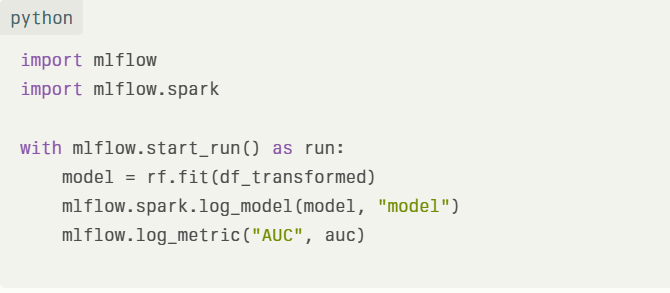 python
import mlflow
import mlflow.spark
with mlflow.start_run() as run:
    model = rf.fit(df_transformed)
    mlflow.spark.log_model(model, "model")
    mlflow.log_metric("AUC", auc)